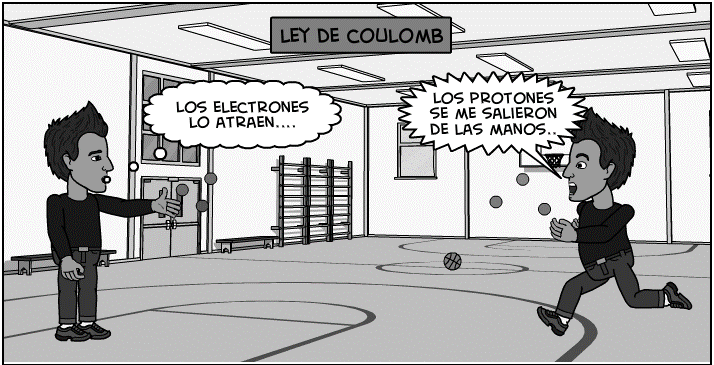 LEY DE COULOMB
LOS ELECTRONES
LO ATRAEN....
LOS PROTONES
SE ME SALIERON
DE LAS MANOS..